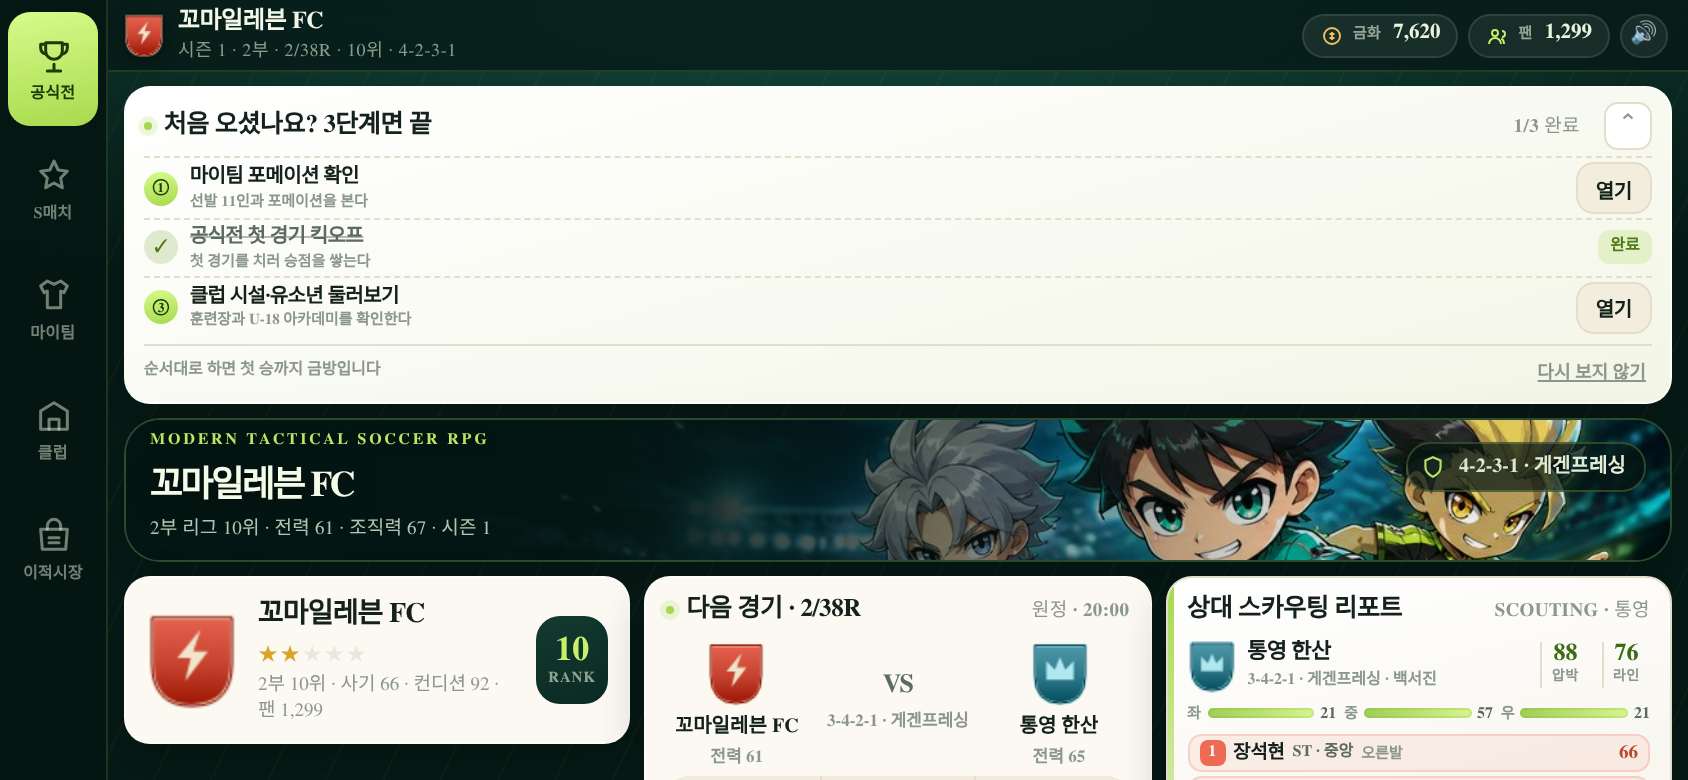 공식전
S매치
마이팀
클럽
이적시장
꼬마일레븐 FC
시즌 1 · 2부 · 2/38R · 10위 · 4-2-3-1
금화 7,620
팬 1,299
처음 오셨나요? 3단계면 끝
1/3 완료
① 마이팀 포메이션 확인
선발 11인과 포메이션을 본다
열기
✓ 공식전 첫 경기 킥오프
첫 경기를 치러 승점을 쌓는다
완료
③ 클럽 시설·유소년 둘러보기
훈련장과 U-18 아카데미를 확인한다
열기
순서대로 하면 첫 승까지 금방입니다
다시 보지 않기
MODERN TACTICAL SOCCER RPG
꼬마일레븐 FC
2부 리그 10위 · 전력 61 · 조직력 67 · 시즌 1
4-2-3-1 · 게겐프레싱
꼬마일레븐 FC
★★★★★
2부 10위 · 사기 66 · 컨디션 92 ·
팬 1,299
10
RANK
다음 경기 · 2/38R
원정 · 20:00
VS
3-4-2-1 · 게겐프레싱
꼬마일레븐 FC
전력 61
통영 한산
전력 65
상대 스카우팅 리포트
SCOUTING · 통영
통영 한산
3-4-2-1 · 게겐프레싱 · 백서진
88
압박
76
라인
좌 21 중 57 우 21
1 장석현 ST · 중앙 오른발 66